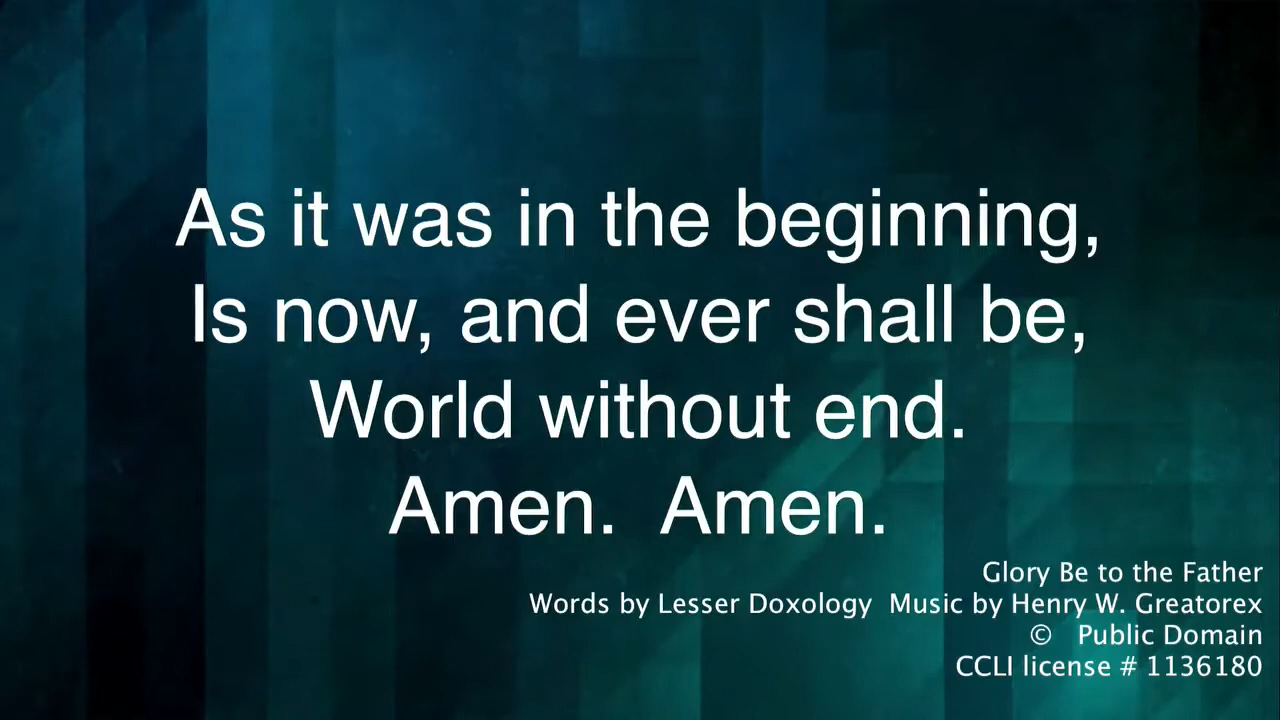 As it was in the beginning,
Is now, and ever shall be,
World without end.
Amen.  Amen.
Glory Be to the Father
Words by Lesser Doxology  Music by Henry W. Greatorex
©   Public Domain
CCLI license # 1136180